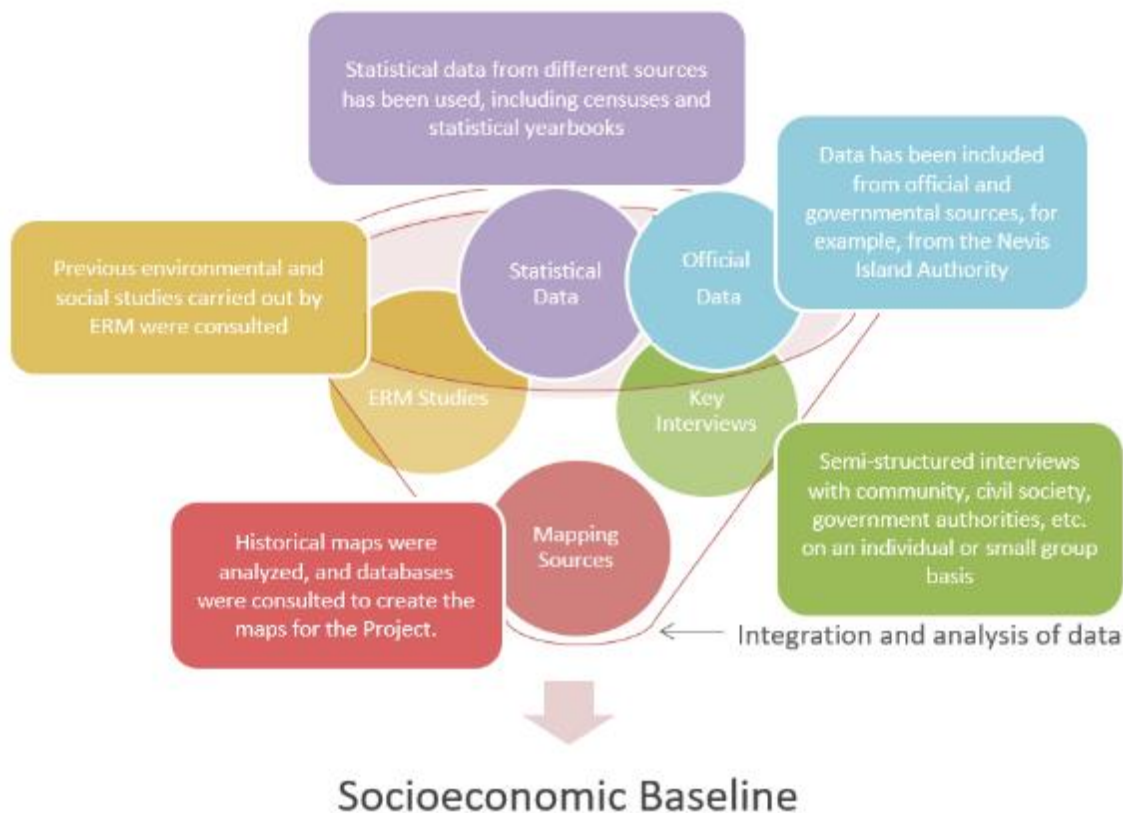 Statistical data from different sources
has been used, including censuses and
statistical yearbooks
Data has been included
from official and
governmental sources, for
example, from the Nevis
Island Authority
Previous environmental and
social studies carried out by
ERM were consulted
Statistical
Data
Official
Data
ERM Studies
Key
Interviews
Semi-structured interviews
with community, civil society,
government authorities, etc.
on an individual or small group
basis
Historical maps were
analyzed, and databases
were consulted to create the
maps for the Project.
Mapping
Sources
Integration and analysis of data
Socioeconomic Baseline